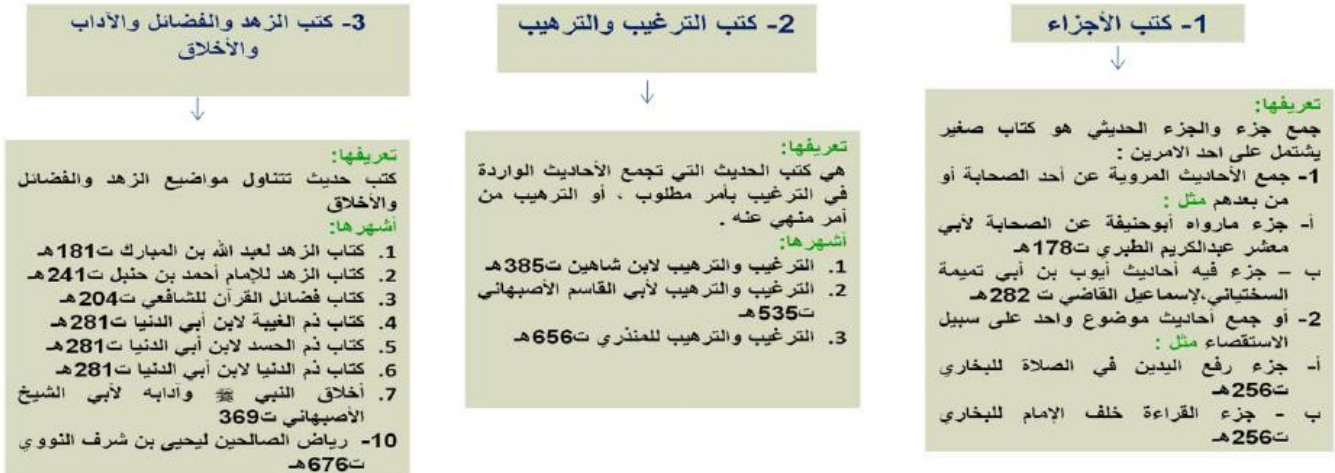 1- كتب الأجزاء
تعريفها:
جمع جزء والجزء الحديثي هو كتاب صغير
يشتمل على احد الامرين :
1- جمع الأحاديث المروية عن أحد الصحابة أو
من بعدهم مثل :
أ- جزء مارواه أبوحنيفة عن الصحابة لأبي
معشر عبدالكريم الطبري ت178هـ
ب – جزء فيه أحاديث أيوب بن أبي تميمة
السختياني،لإسماعيل القاضي ت 282هـ
2- أو جمع أحاديث موضوع واحد على سبيل
الاستقصاء مثل :
أ- جزء رفع اليدين في الصلاة للبخاري
ت256هـ
ب - جزء القراءة خلف الإمام للبخاري
ت256هـ
2- كتب الترغيب والترهيب
تعريفها:
هي كتب الحديث التي تجمع الأحاديث الواردة
في الترغيب بأمر مطلوب ، أو الترهيب من
أمر منهي عنه .
أشهرها:
1. الترغيب والترهيب لابن شاهين ت385هـ
2. الترغيب والترهيب لأبي القاسم الأصبهاني
ت535هـ
3. الترغيب والترهيب للمنذري ت656هـ
3- كتب الزهد والفضائل والآداب
والأخلاق
تعريفها:
كتب حديث تتناول مواضيع الزهد والفضائل
والأخلاق
أشهرها:
1. كتاب الزهد لعبد الله بن المبارك ت181هـ
2. كتاب الزهد للإمام أحمد بن حنبل ت241هـ
3. كتاب فضائل القرآن للشافعي ت204هـ
4. كتاب ذم الغيبة لابن أبي الدنيا ت281هـ
5. كتاب ذم الحسد لابن أبي الدنيا ت281هـ
6. كتاب ذم الدنيا لابن أبي الدنيا ت281هـ
7. أخلاق النبي ﷺ وآدابه لأبي الشيخ
الأصبهاني ت369
10- رياض الصالحين ليحيى بن شرف النووي
ت676هـ